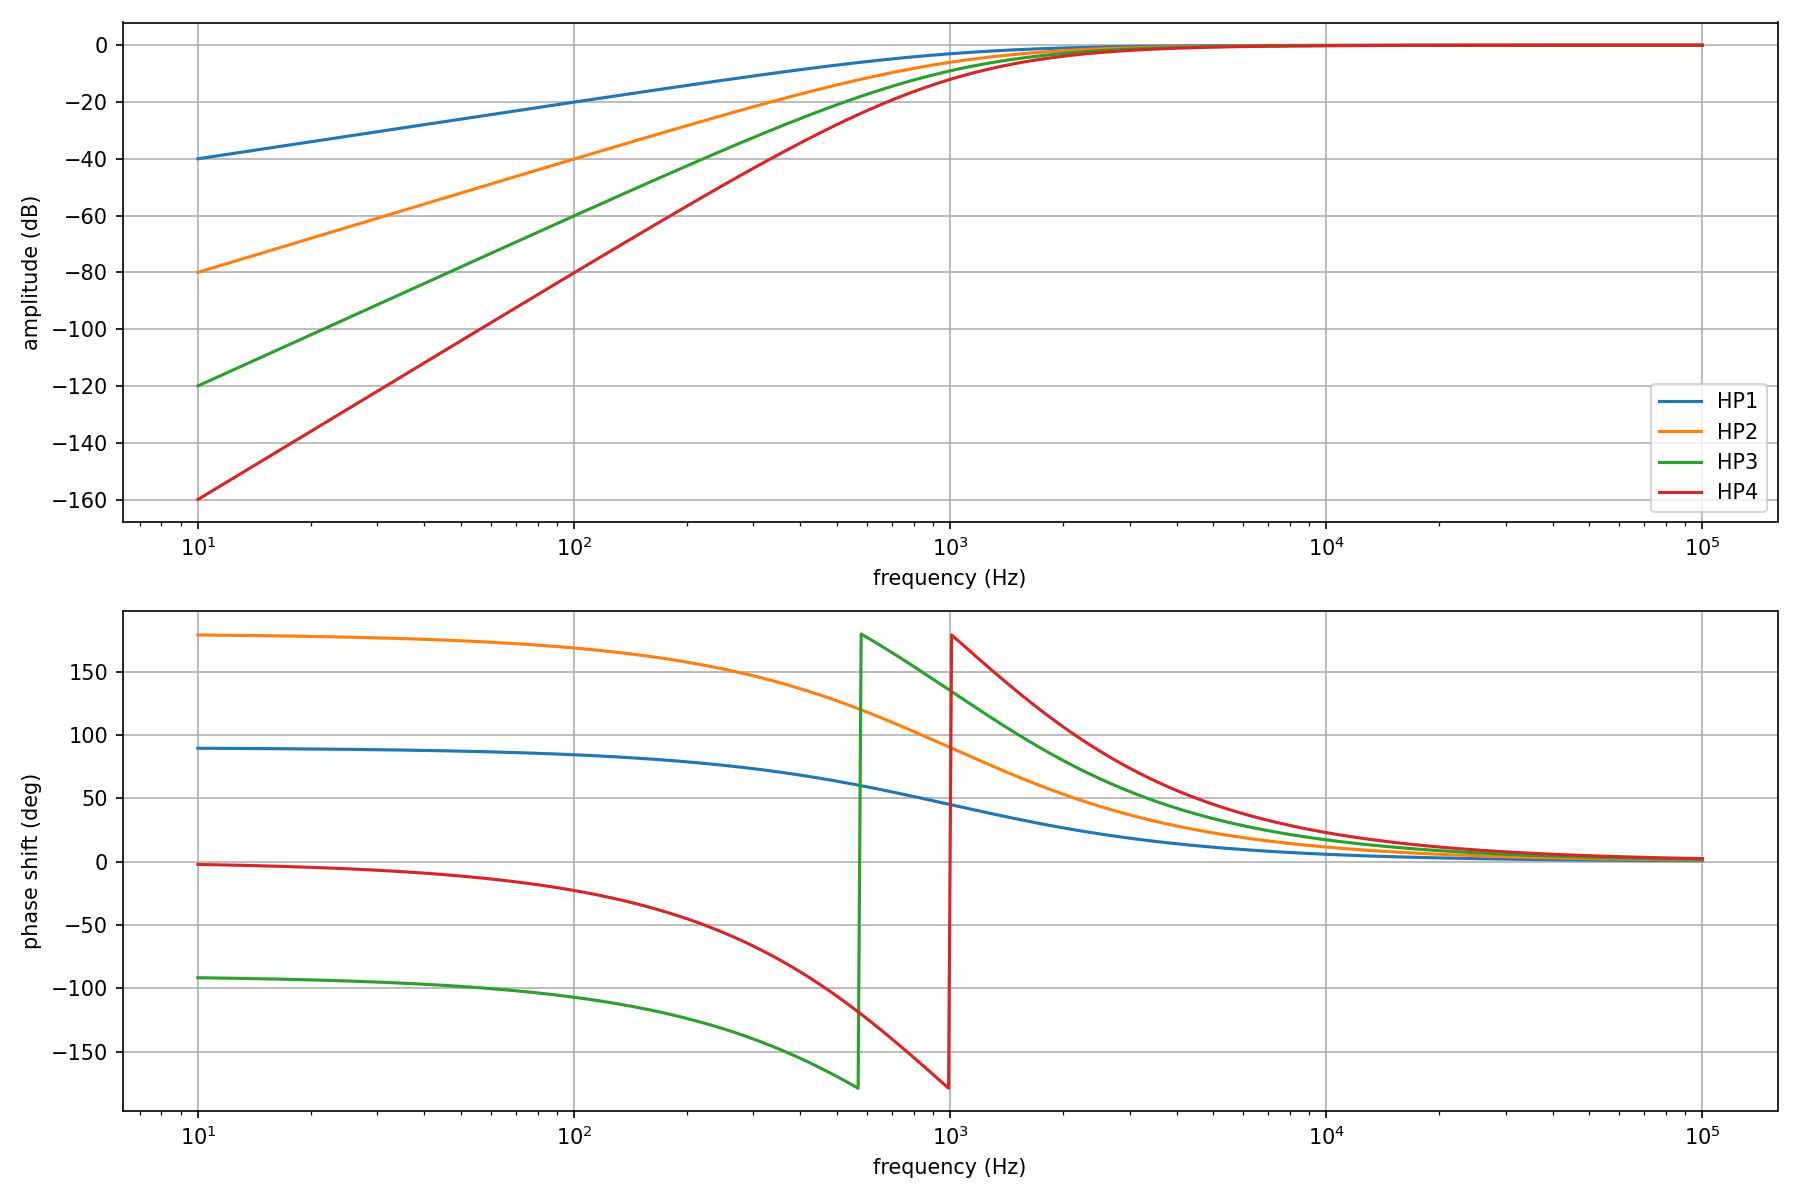 0
−20
−40
−60
−80
−100
−120
−140
−160
amplitude (dB)
HP1
HP2
HP3
HP4
10¹ 10² 10³ 10⁴ 10⁵
frequency (Hz)
150
100
50
0
−50
−100
−150
phase shift (deg)
10¹ 10² 10³ 10⁴ 10⁵
frequency (Hz)